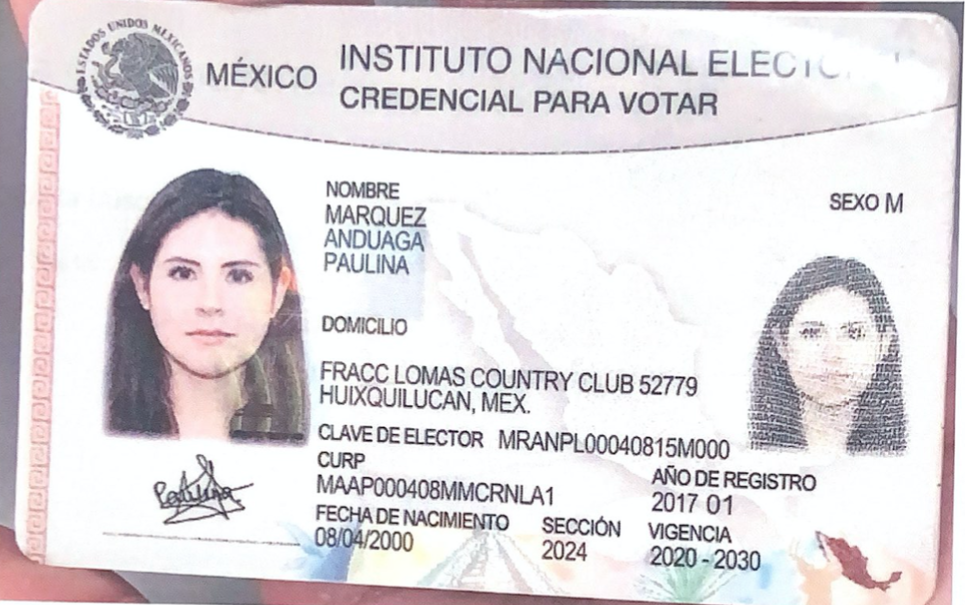 ESTADOS UNIDOS MEXICANOS
MÉXICO
INSTITUTO NACIONAL
CREDENCIAL PARA VOTAR
NOMBRE
MARQUEZ
ANDUAGA
PAULINA
SEXO M
DOMICILIO
FRACC LOMAS COUNTRY CLUB 52779
HUIXQUILUCAN, MEX.
CLAVE DE ELECTOR MRANPL00040815M000
CURP
MAAP000408MMCRNLA1
AÑO DE REGISTRO
2017 01
FECHA DE NACIMIENTO
08/04/2000
SECCIÓN
2024
VIGENCIA
2020 - 2030
Paulina